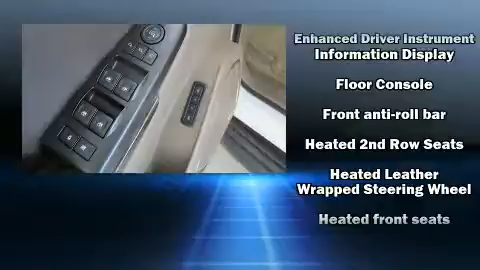 Enhanced Driver Instrument
Information Display
Floor Console
Front anti-roll bar
Heated 2nd Row Seats
Heated Leather
Wrapped Steering Wheel
Heated front seats